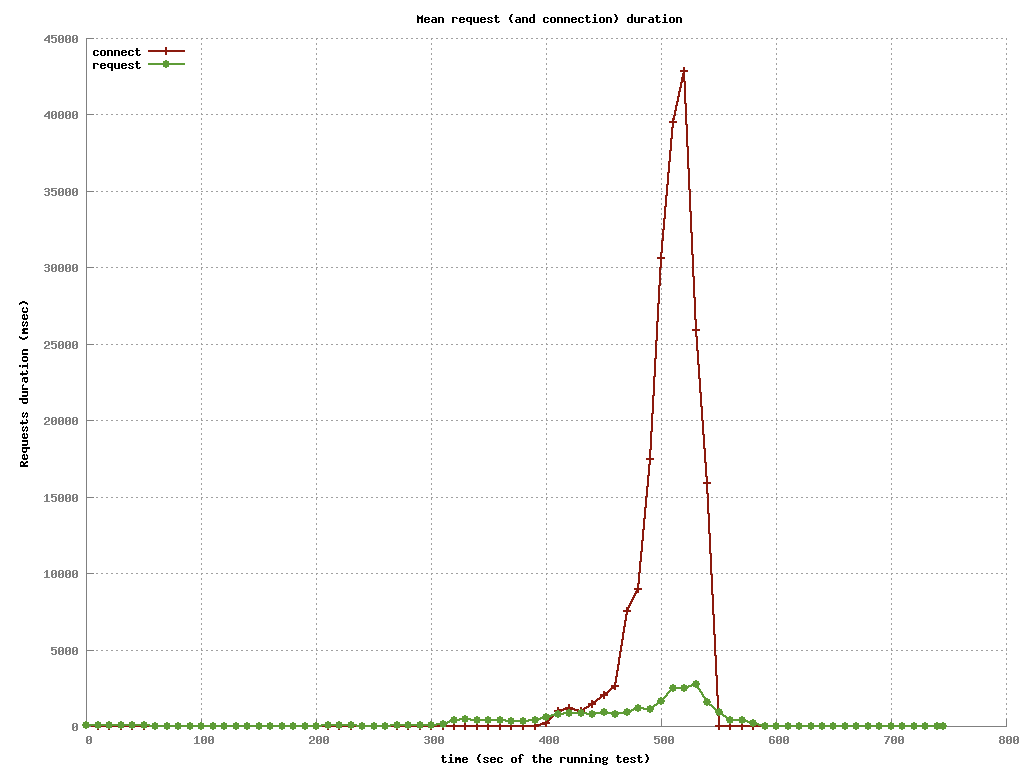 Mean request (and connection) duration
45000
connect
request
40000
35000
30000
25000
20000
15000
10000
5000
0
Requests duration (msec)
0 100 200 300 400 500 600 700 800
time (sec of the running test)